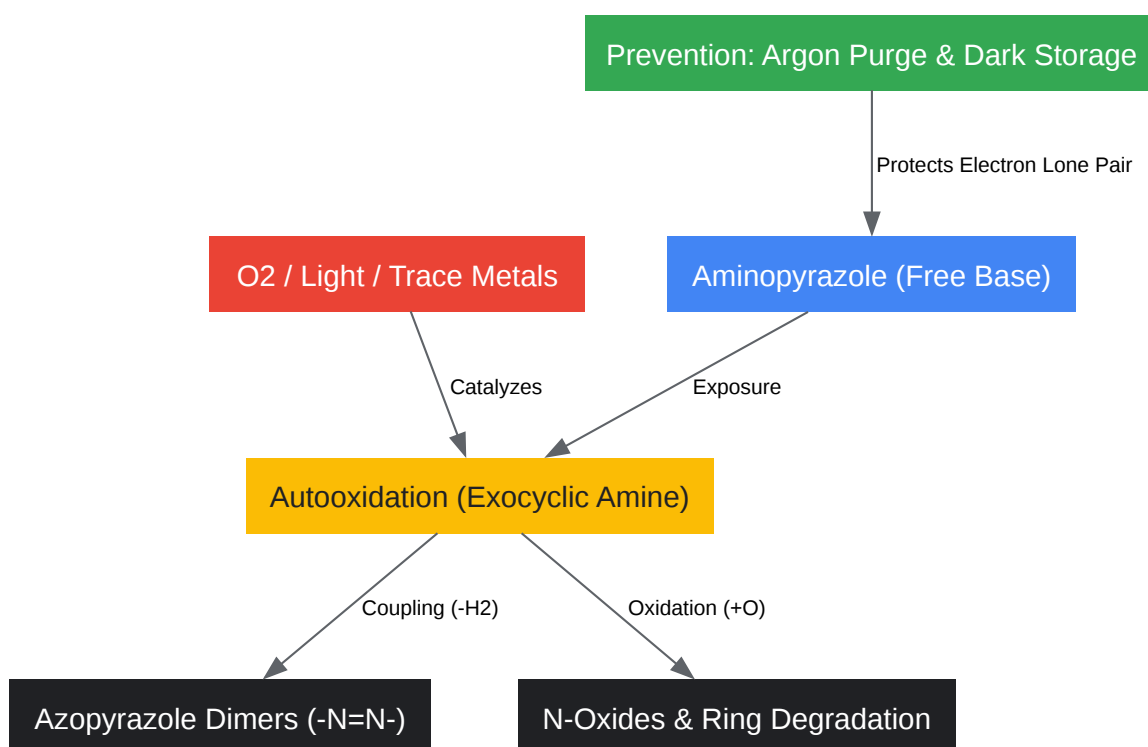 Prevention: Argon Purge & Dark Storage
Protects Electron Lone Pair
O2 / Light / Trace Metals
Aminopyrazole (Free Base)
Catalyzes
Exposure
Autooxidation (Exocyclic Amine)
Coupling (-H2)
Oxidation (+O)
Azopyrazole Dimers (-N=N-)
N-Oxides & Ring Degradation